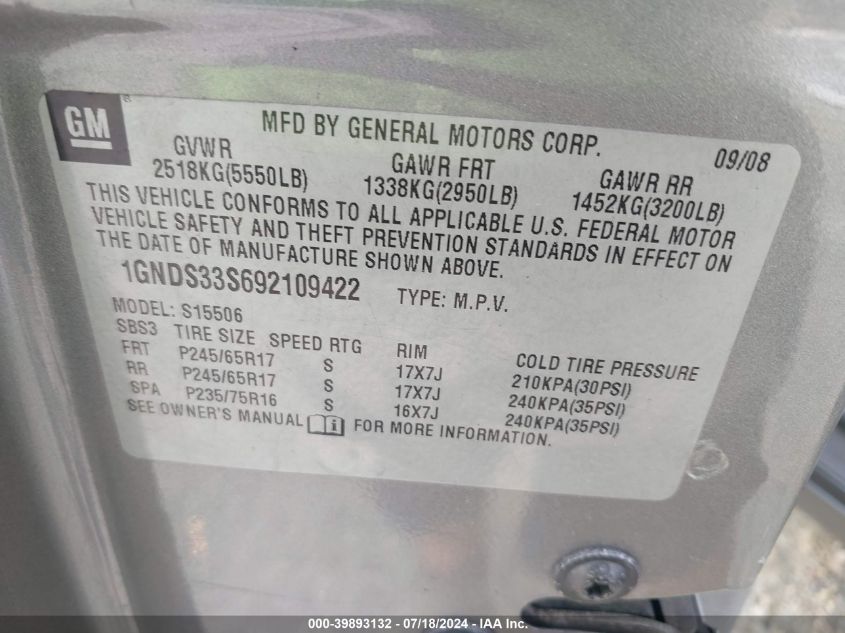 GM®
MFD BY GENERAL MOTORS CORP. 09/08
GVWR GAWR FRT GAWR RR
2518KG(5550LB) 1338KG(2950LB) 1452KG(3200LB)
THIS VEHICLE CONFORMS TO ALL APPLICABLE U.S. FEDERAL MOTOR
VEHICLE SAFETY AND THEFT PREVENTION STANDARDS IN EFFECT ON
THE DATE OF MANUFACTURE SHOWN ABOVE.
1GNDS33S692109422 TYPE: M.P.V.
MODEL: S15506
SBS3 TIRE SIZE SPEED RTG RIM COLD TIRE PRESSURE
FRT P245/65R17 S 17X7J 210KPA(30PSI)
RR P245/65R17 S 17X7J 240KPA(35PSI)
SPA P235/75R16 S 16X7J 240KPA(35PSI)
SEE OWNER'S MANUAL FOR MORE INFORMATION.
000-39893132 - 07/18/2024 - IAA Inc.